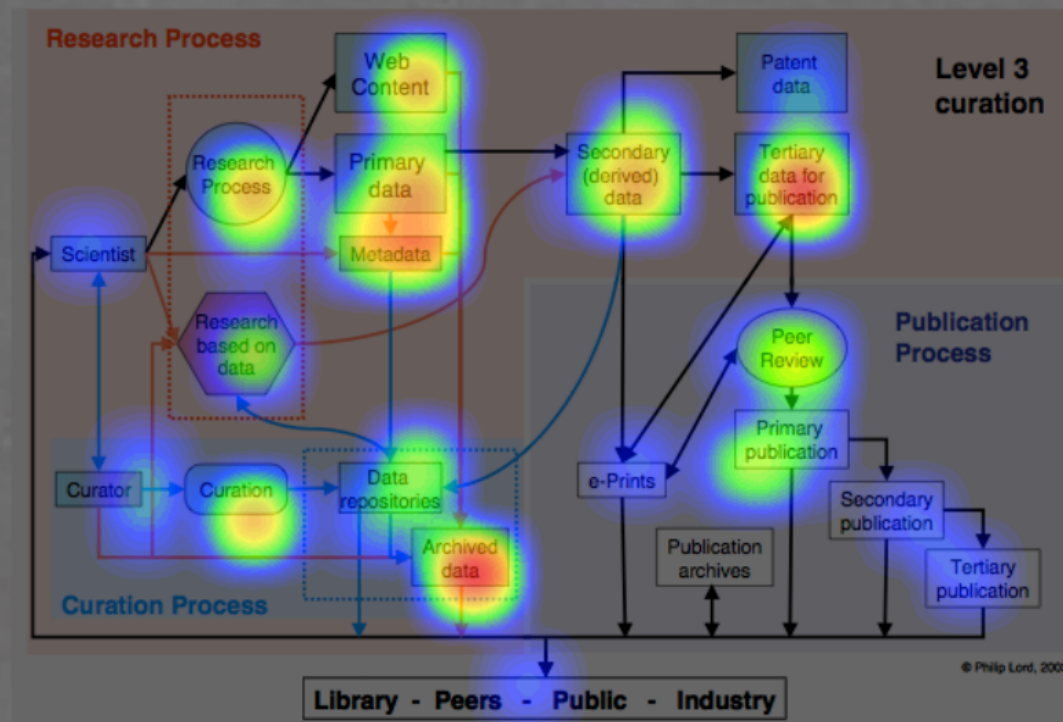 Research Process
Level 3
curation
Web
Content
Patent
data
Research
Process
Primary
data
Secondary
(derived)
data
Tertiary
data for
publication
Scientist
Metadata
Research
based on
data
Peer
Review
Publication
Process
Primary
publication
Curator
Curation
Data
repositories
e-Prints
Secondary
publication
Archived
data
Publication
archives
Tertiary
publication
Curation Process
© Philip Lord, 2003
Library - Peers - Public - Industry